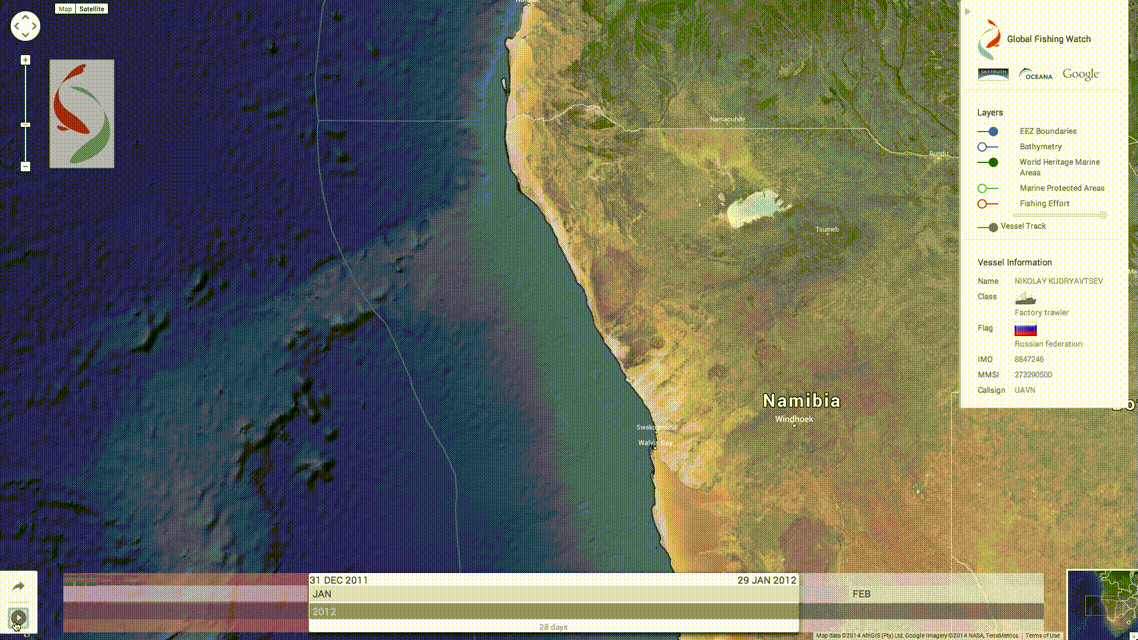 Map Satellite
Global Fishing Watch
SKYTRUTH OCEANA Google
Layers
EEZ Boundaries
Bathymetry
World Heritage Marine
Areas
Marine Protected Areas
Fishing Effort
Vessel Track
Vessel Information
Name NIKOLAY KUDRYAVTSEV
Class
Factory trawler
Flag
Russian federation
IMO 8847246
MMSI 273290500
Callsign UAVN
Namacunde
Rundu
Tsumeb
Namibia
Windhoek
Swakopmund
Walvis Bay
31 DEC 2011 29 JAN 2012
JAN FEB
2012
28 days
Map data ©2014 AfriGIS (Pty) Ltd, Google Imagery ©2014 NASA, TerraMetrics Terms of Use